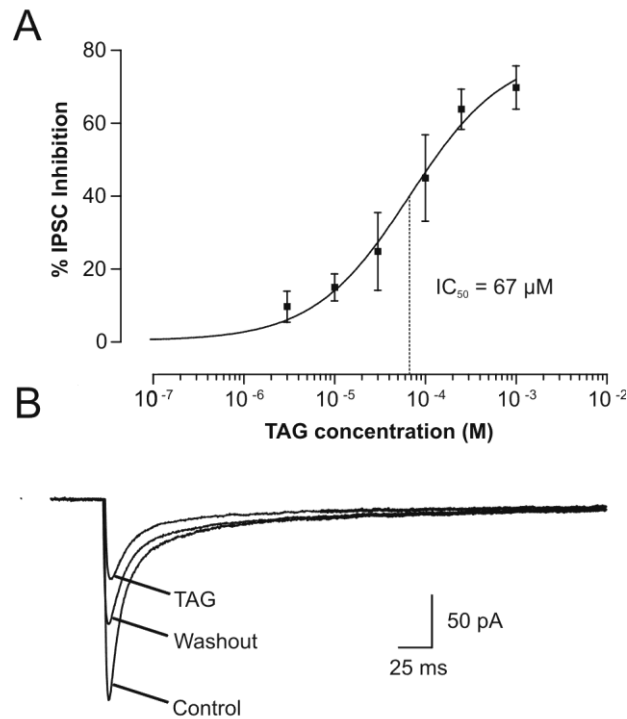 A
80
60
40
20
0
% IPSC Inhibition
IC50 = 67 µM
10-7 10-6 10-5 10-4 10-3 10-2
TAG concentration (M)
B
TAG
Washout
Control
50 pA
25 ms